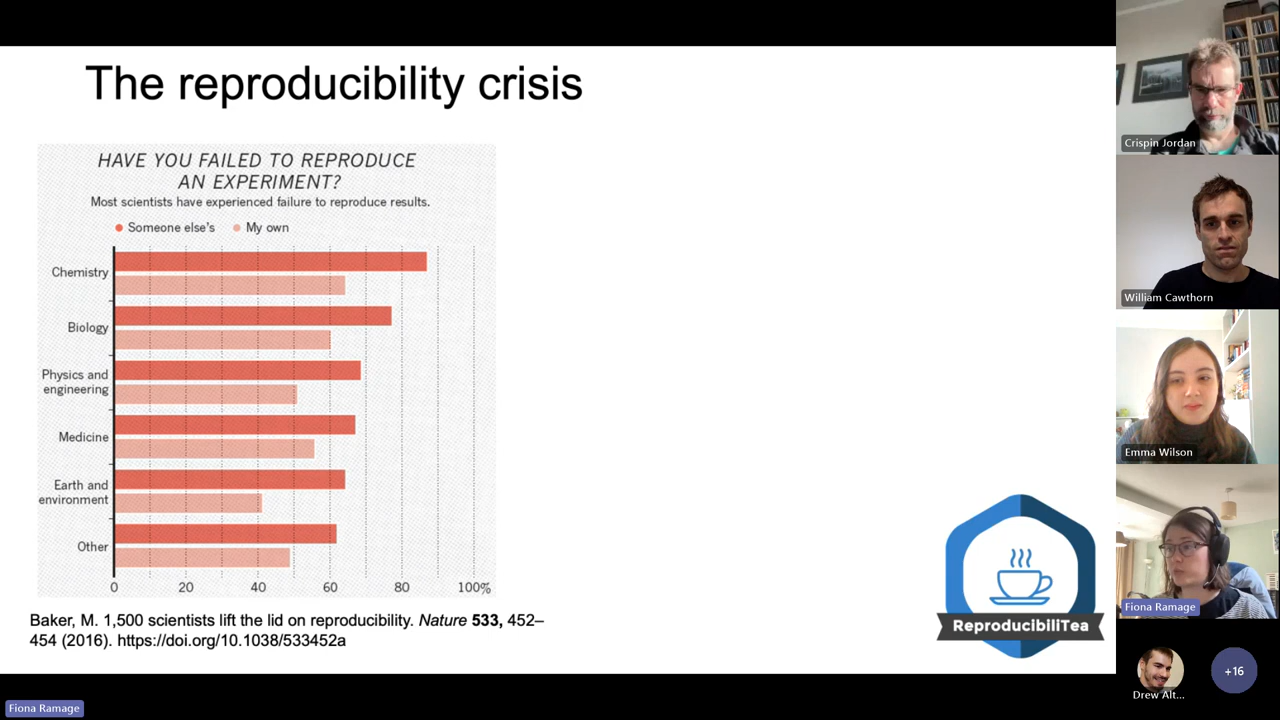 The reproducibility crisis
HAVE YOU FAILED TO REPRODUCE
AN EXPERIMENT?
Most scientists have experienced failure to reproduce results.
Someone else's My own
Chemistry
Biology
Physics and
engineering
Medicine
Earth and
environment
Other
0 20 40 60 80 100%
Baker, M. 1,500 scientists lift the lid on reproducibility. Nature 533, 452–
454 (2016). https://doi.org/10.1038/533452a
ReproducibiliTea
Crispin Jordan
William Cawthorn
Emma Wilson
Fiona Ramage
Drew Alt...
+16
Fiona Ramage